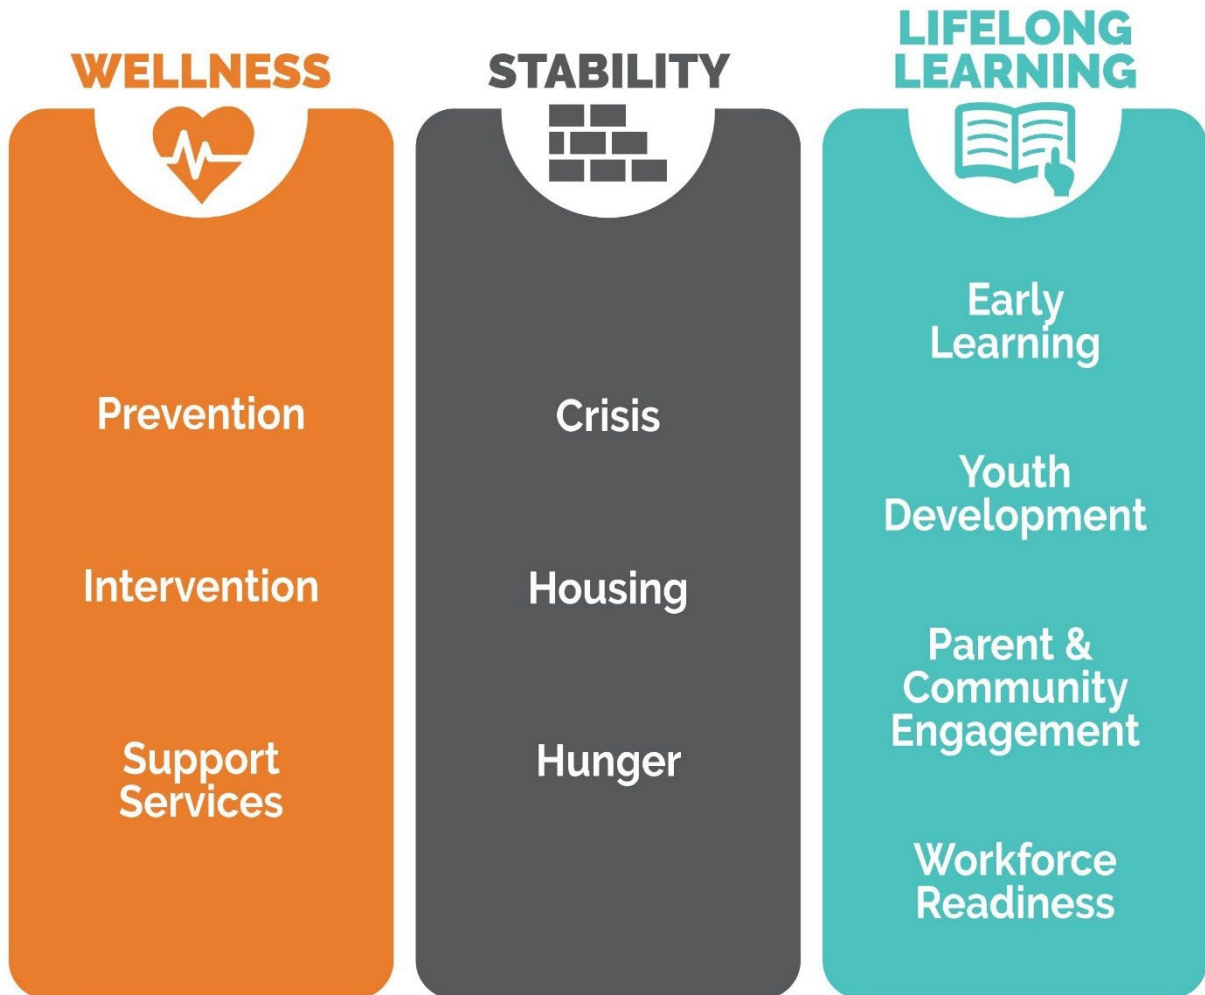 WELLNESS
Prevention
Intervention
Support
Services
STABILITY
Crisis
Housing
Hunger
LIFELONG
LEARNING
Early
Learning
Youth
Development
Parent &
Community
Engagement
Workforce
Readiness